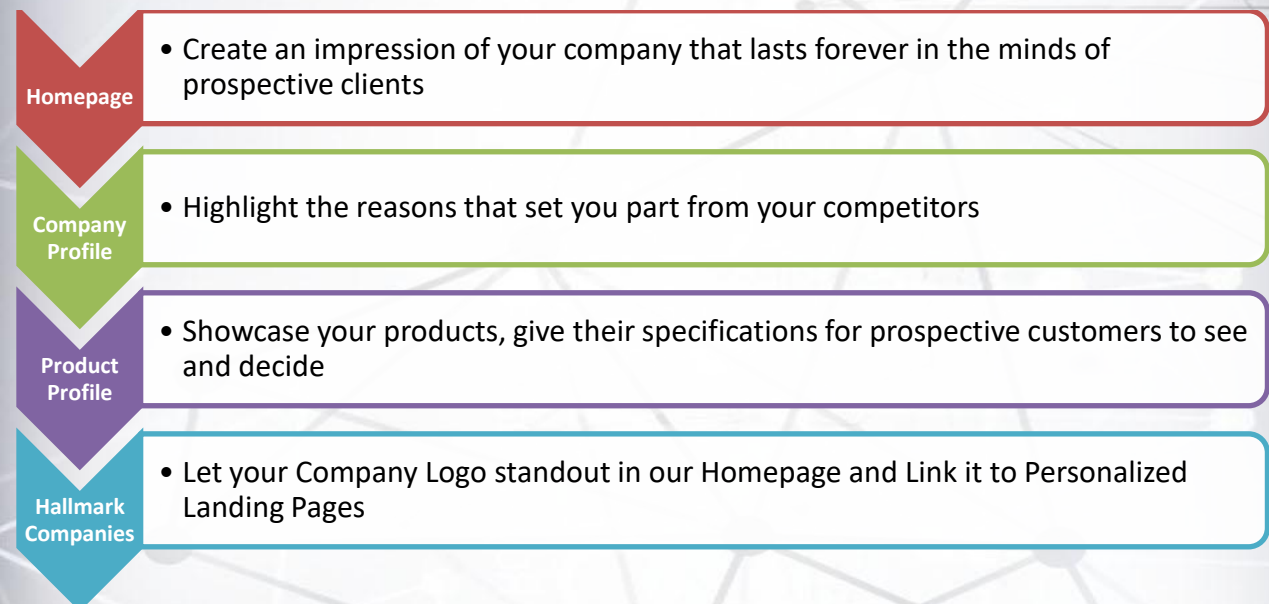 Homepage
• Create an impression of your company that lasts forever in the minds of
prospective clients
Company
Profile
• Highlight the reasons that set you part from your competitors
Product
Profile
• Showcase your products, give their specifications for prospective customers to see
and decide
Hallmark
Companies
• Let your Company Logo standout in our Homepage and Link it to Personalized
Landing Pages